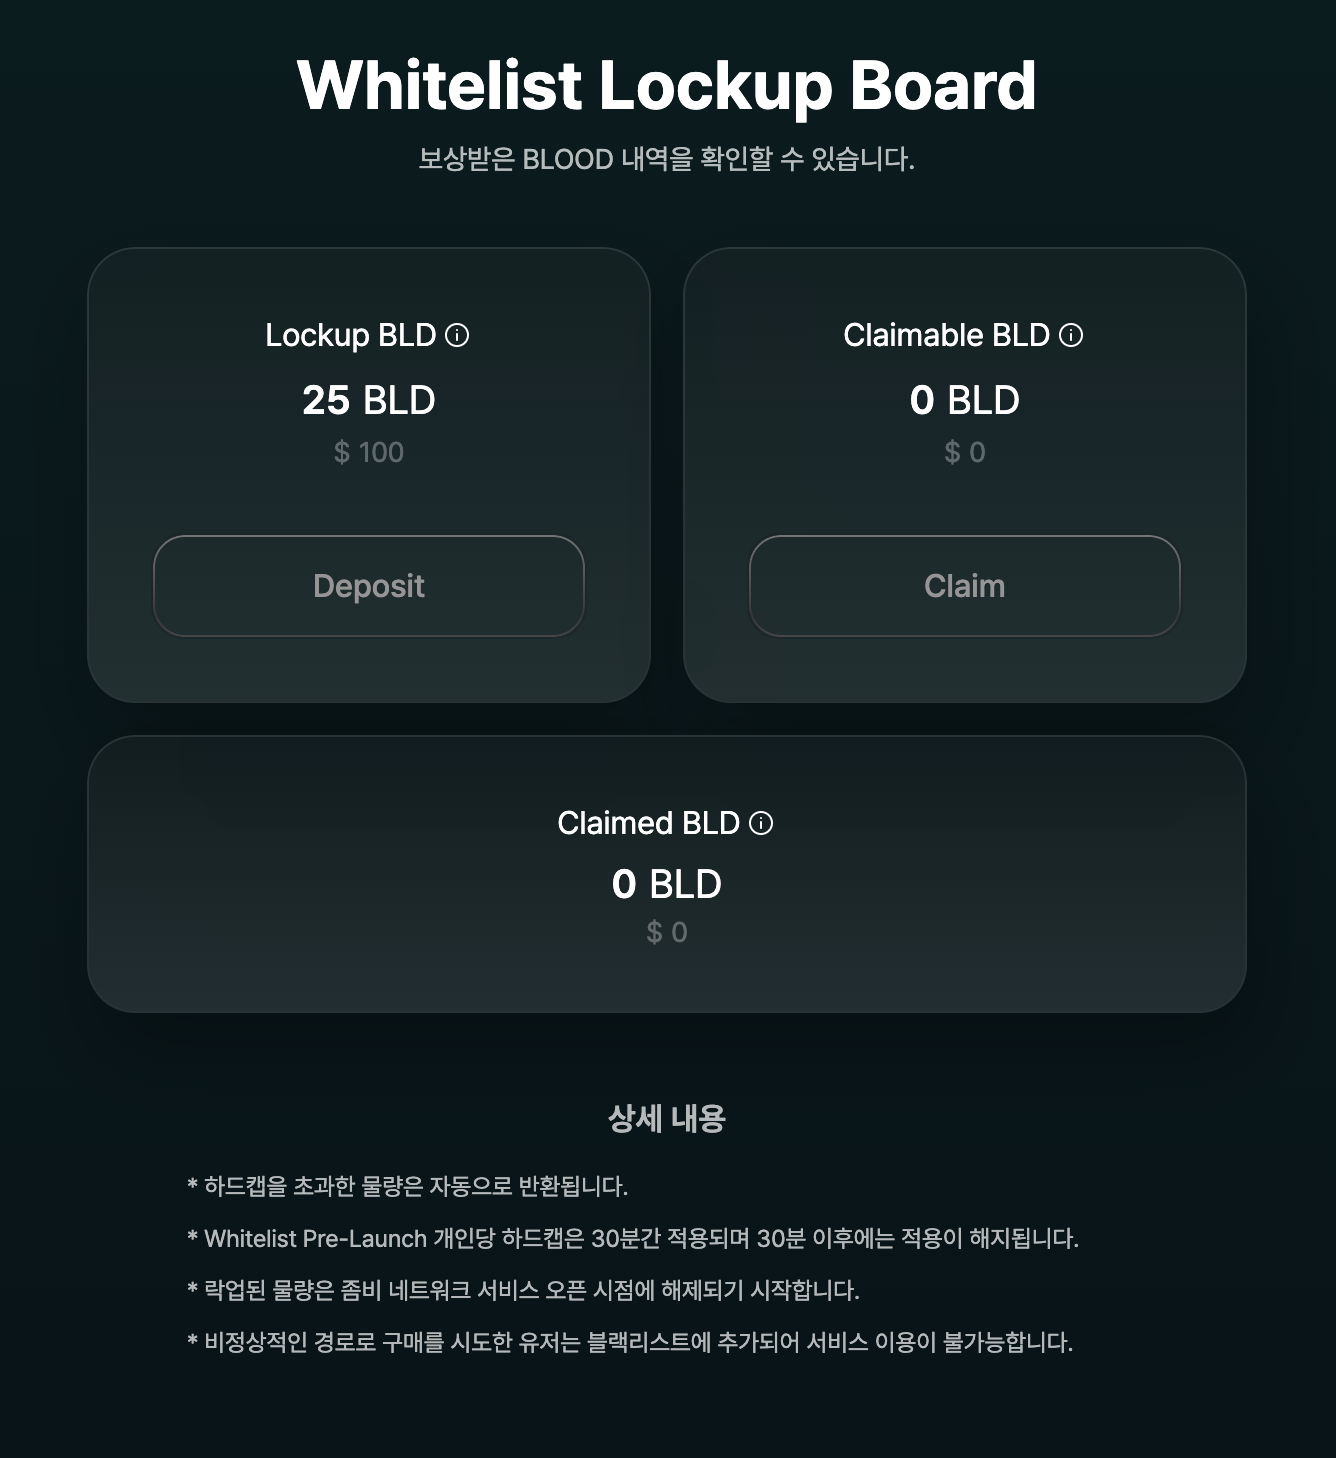 Whitelist Lockup Board
보상받은 BLOOD 내역을 확인할 수 있습니다.
Lockup BLD
25 BLD
$ 100
Deposit
Claimable BLD
0 BLD
$ 0
Claim
Claimed BLD
0 BLD
$ 0
상세 내용
* 하드캡을 초과한 물량은 자동으로 반환됩니다.
* Whitelist Pre-Launch 개인당 하드캡은 30분간 적용되며 30분 이후에는 적용이 해지됩니다.
* 락업된 물량은 좀비 네트워크 서비스 오픈 시점에 해제되기 시작합니다.
* 비정상적인 경로로 구매를 시도한 유저는 블랙리스트에 추가되어 서비스 이용이 불가능합니다.